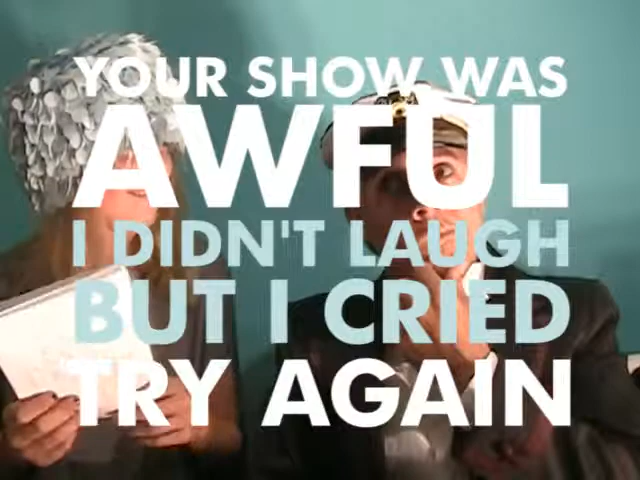 YOUR SHOW WAS
AWFUL
I DIDN'T LAUGH
BUT I CRIED
TRY AGAIN